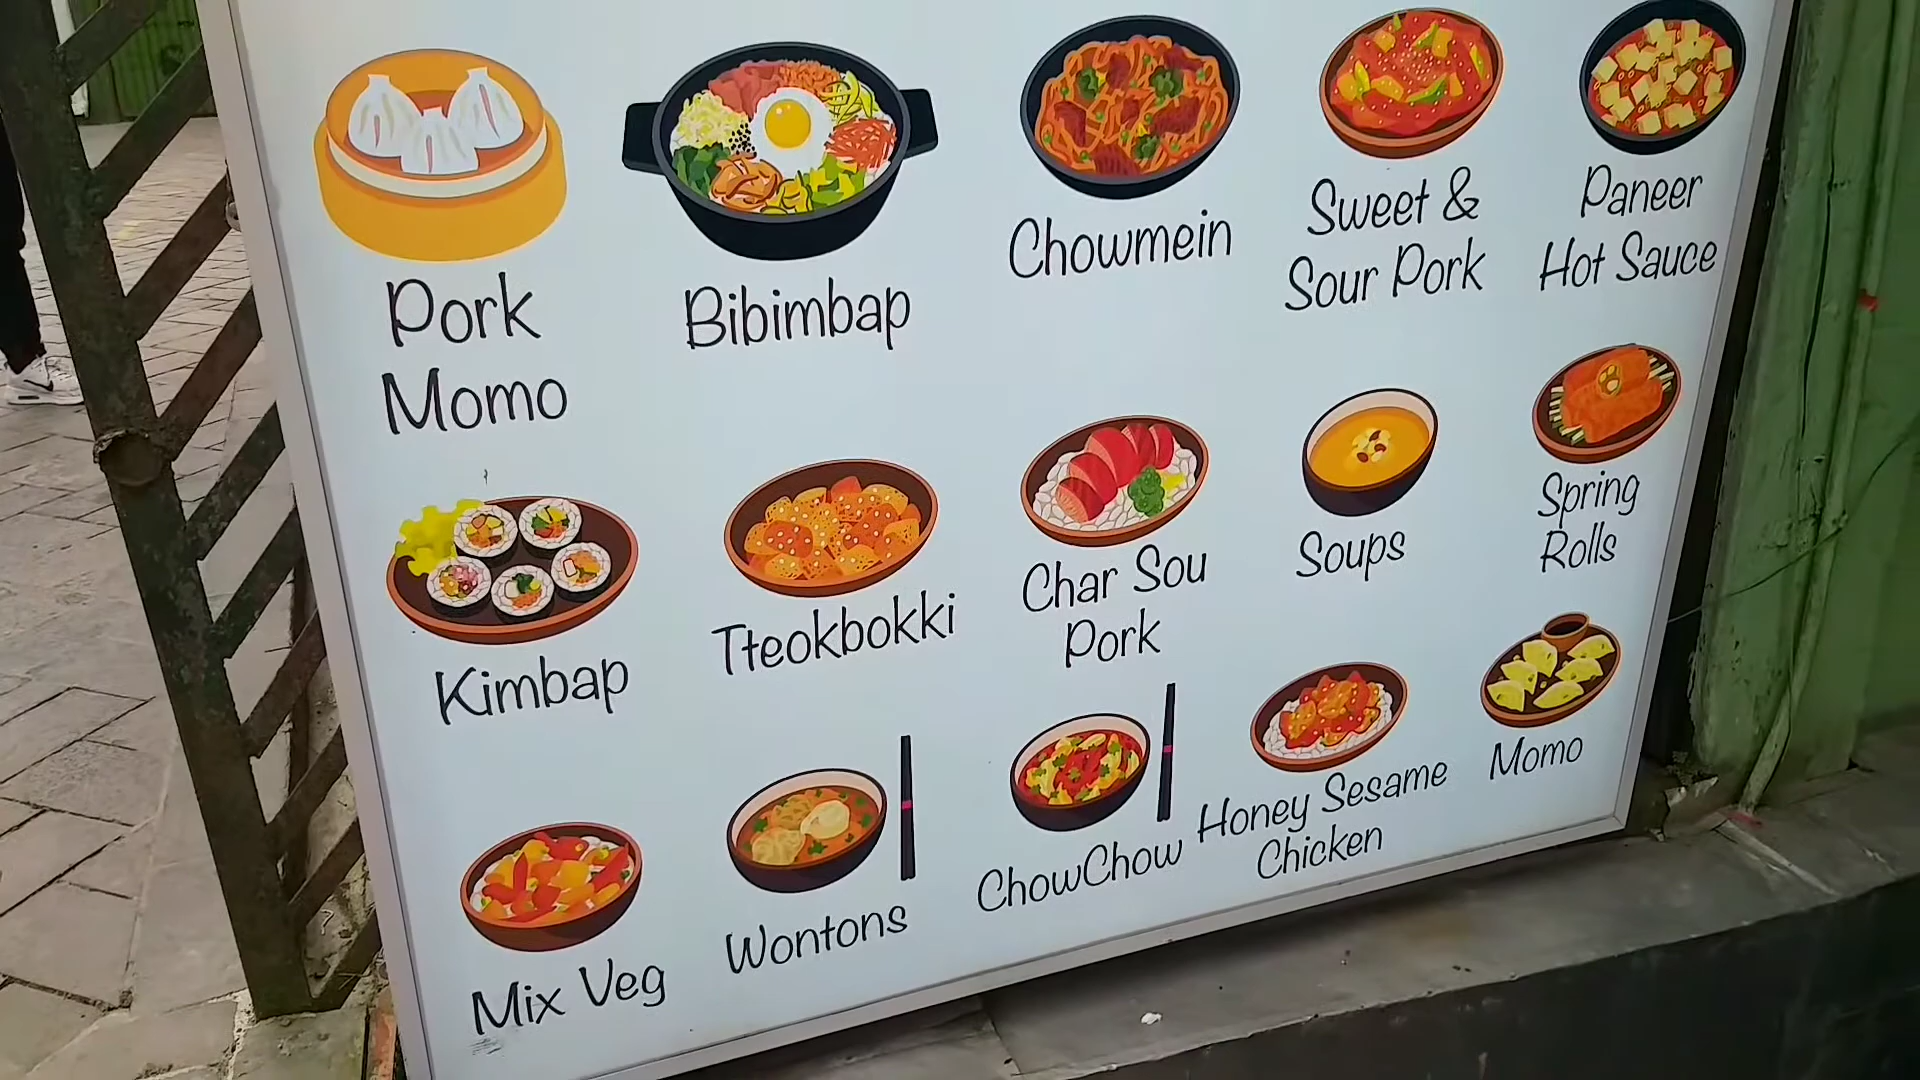 Pork
Momo
Bibimbap
Chowmein
Sweet &
Sour Pork
Paneer
Hot Sauce
Kimbap
Tteokbokki
Char Sou
Pork
Soups
Spring
Rolls
Mix Veg
Wontons
ChowChow
Honey Sesame
Chicken
Momo